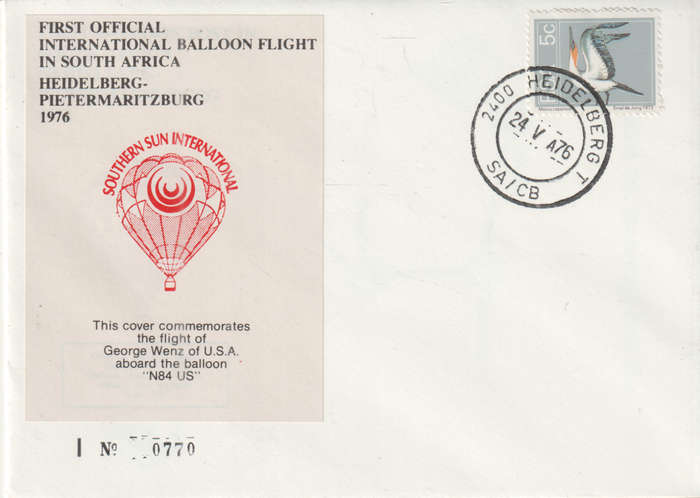 FIRST OFFICIAL
INTERNATIONAL BALLOON FLIGHT
IN SOUTH AFRICA
HEIDELBERG-
PIETERMARITZBURG
1976
SOUTHERN SUN INTERNATIONAL
This cover commemorates
the flight of
George Wenz of U.S.A.
aboard the balloon
"N84 US"
I № 0770
5c
2400 HEIDELBERG T
24 V A76
SA/CB